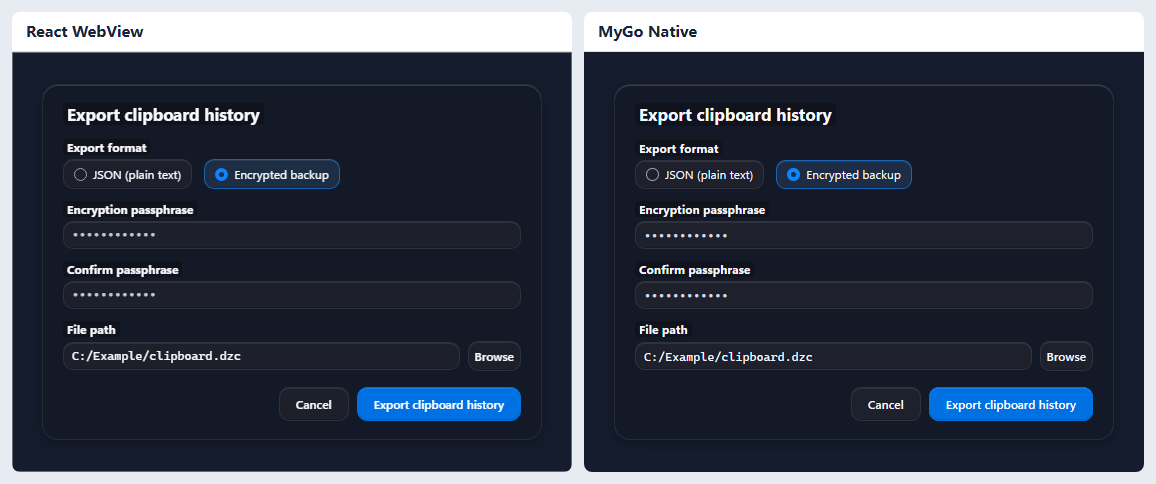 React WebView
Export clipboard history
Export format
JSON (plain text) Encrypted backup
Encryption passphrase
••••••••••••
Confirm passphrase
••••••••••••
File path
C:/Example/clipboard.dzc Browse
Cancel Export clipboard history
MyGo Native
Export clipboard history
Export format
JSON (plain text) Encrypted backup
Encryption passphrase
••••••••••••
Confirm passphrase
••••••••••••
File path
C:/Example/clipboard.dzc Browse
Cancel Export clipboard history